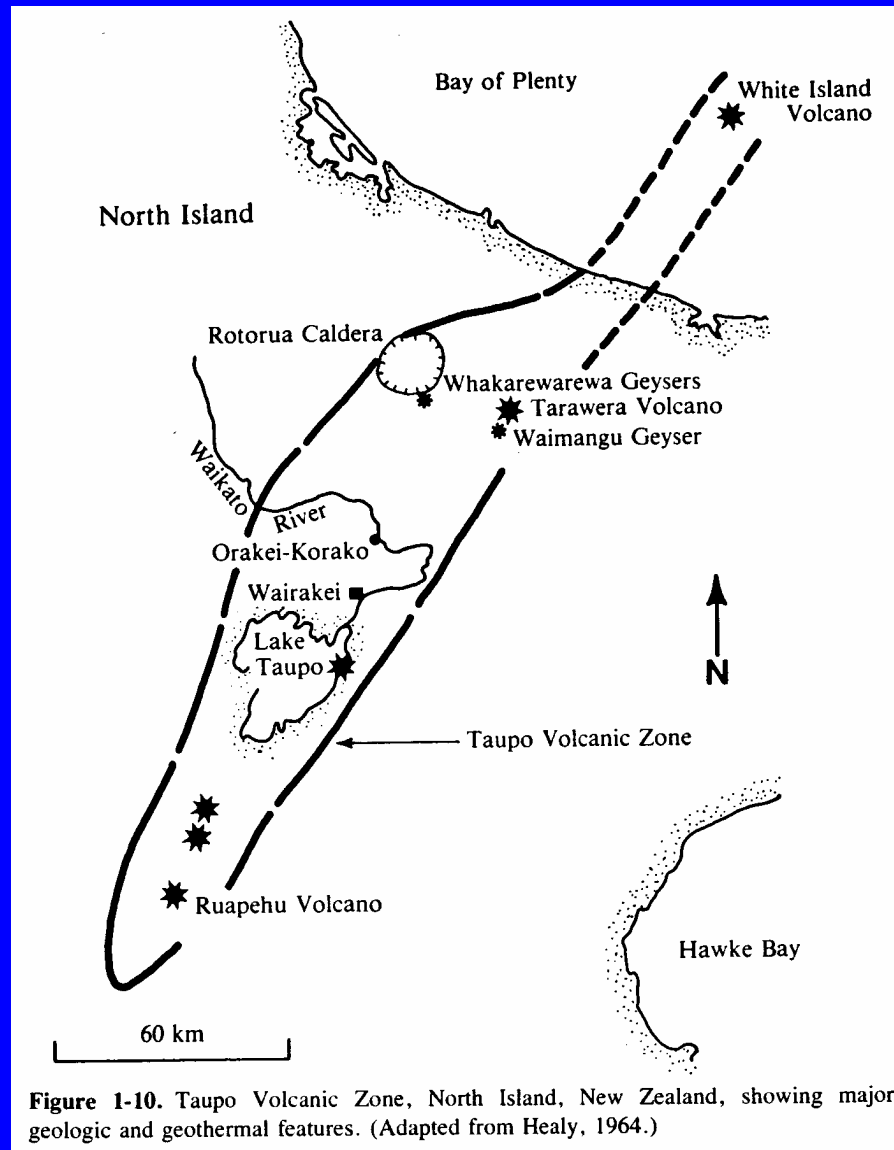 Bay of Plenty
White Island
Volcano
North Island
Rotorua Caldera
Whakarewarewa Geysers
Tarawera Volcano
Waimangu Geyser
Waikato
River
Orakei-Korako
Wairakei
Lake
Taupo
N
Taupo Volcanic Zone
Ruapehu Volcano
Hawke Bay
60 km
Figure 1-10. Taupo Volcanic Zone, North Island, New Zealand, showing major
geologic and geothermal features. (Adapted from Healy, 1964.)